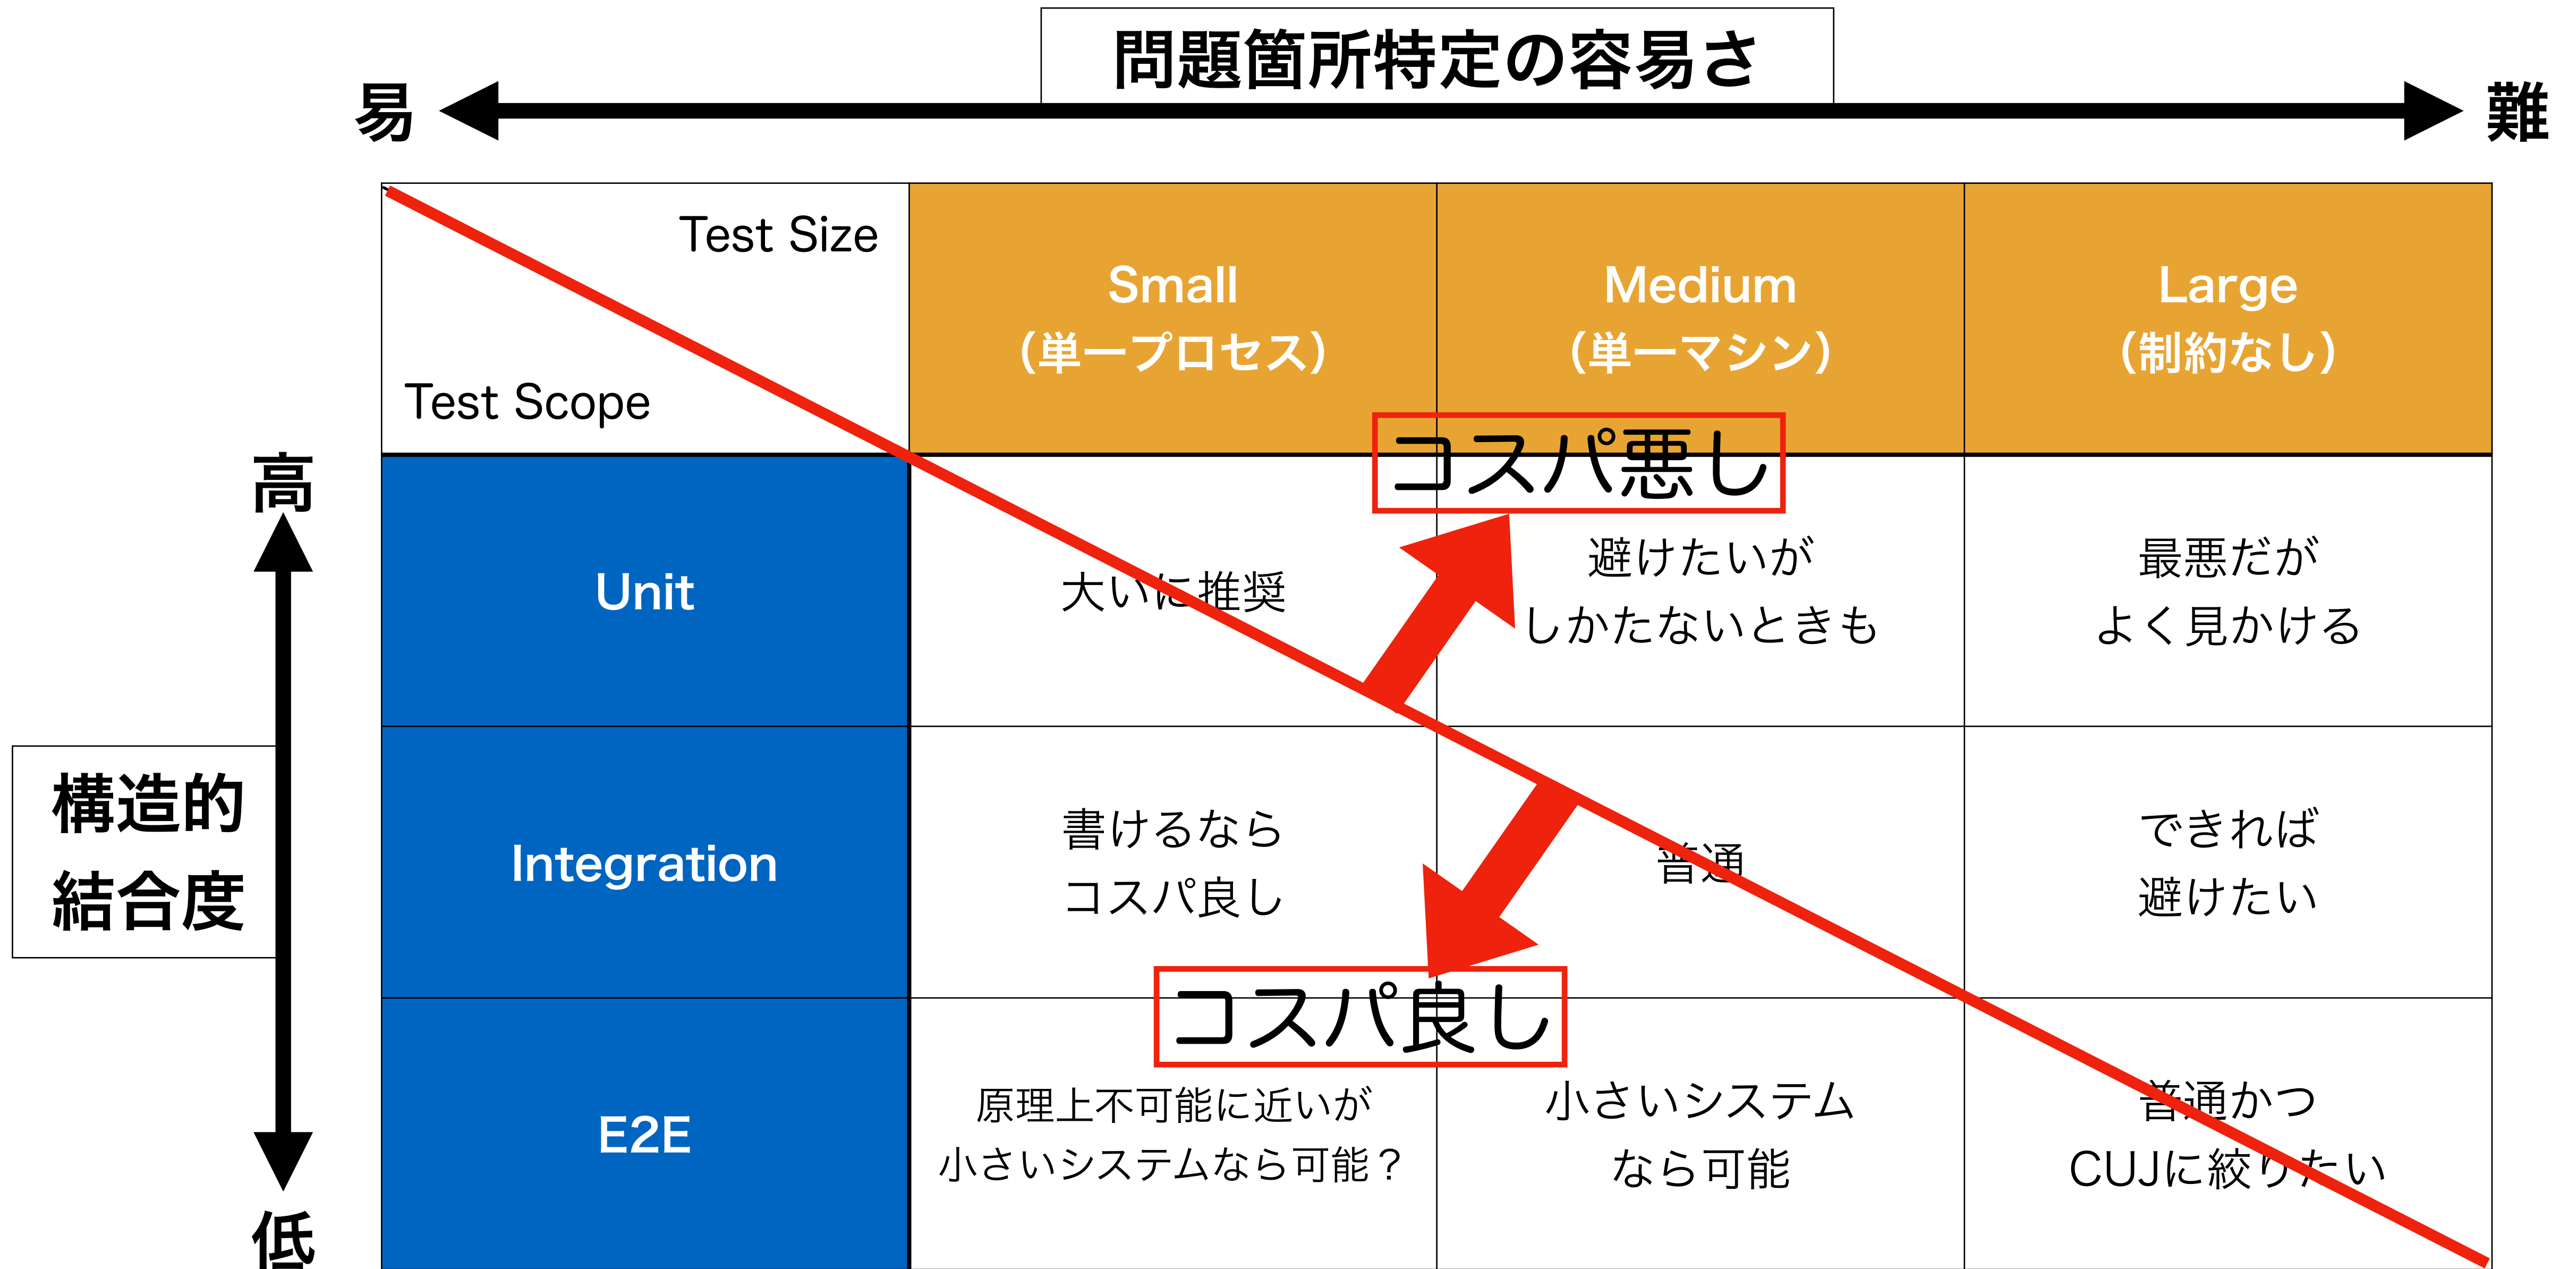 問題箇所特定の容易さ
易
難
Test Size
Test Scope
Small
（単一プロセス）
Medium
（単一マシン）
Large
（制約なし）
コスパ悪し
高
構造的
結合度
低
Unit
大いに推奨
避けたいが
しかたないときも
最悪だが
よく見かける
Integration
書けるなら
コスパ良し
普通
できれば
避けたい
コスパ良し
E2E
原理上不可能に近いが
小さいシステムなら可能？
小さいシステム
なら可能
普通かつ
CUJに絞りたい